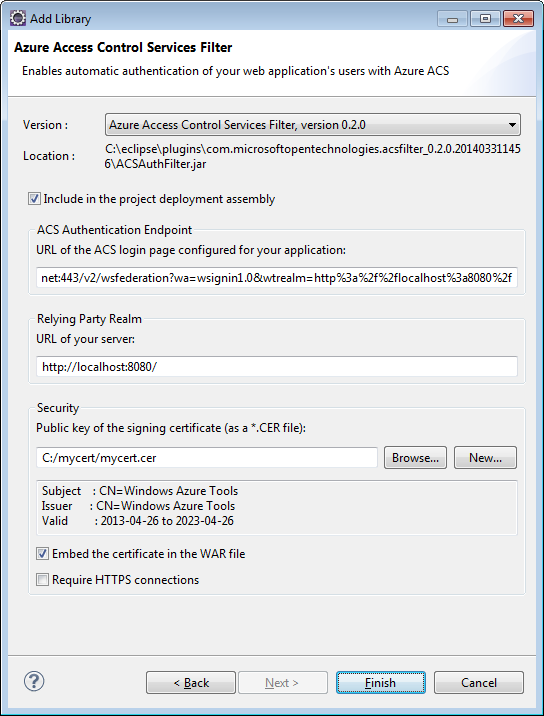 Add Library
Azure Access Control Services Filter
Enables automatic authentication of your web application's users with Azure ACS
Version : Azure Access Control Services Filter, version 0.2.0
Location : C:\eclipse\plugins\com.microsoftopentechnologies.acsfilter_0.2.0.20140331145
6\ACSAuthFilter.jar
Include in the project deployment assembly
ACS Authentication Endpoint
URL of the ACS login page configured for your application:
net:443/v2/wsfederation?wa=wsignin1.0&wtrealm=http%3a%2f%2flocalhost%3a8080%2f
Relying Party Realm
URL of your server:
http://localhost:8080/
Security
Public key of the signing certificate (as a *.CER file):
C:/mycert/mycert.cer Browse... New...
Subject : CN=Windows Azure Tools
Issuer : CN=Windows Azure Tools
Valid : 2013-04-26 to 2023-04-26
Embed the certificate in the WAR file
Require HTTPS connections
? < Back Next > Finish Cancel